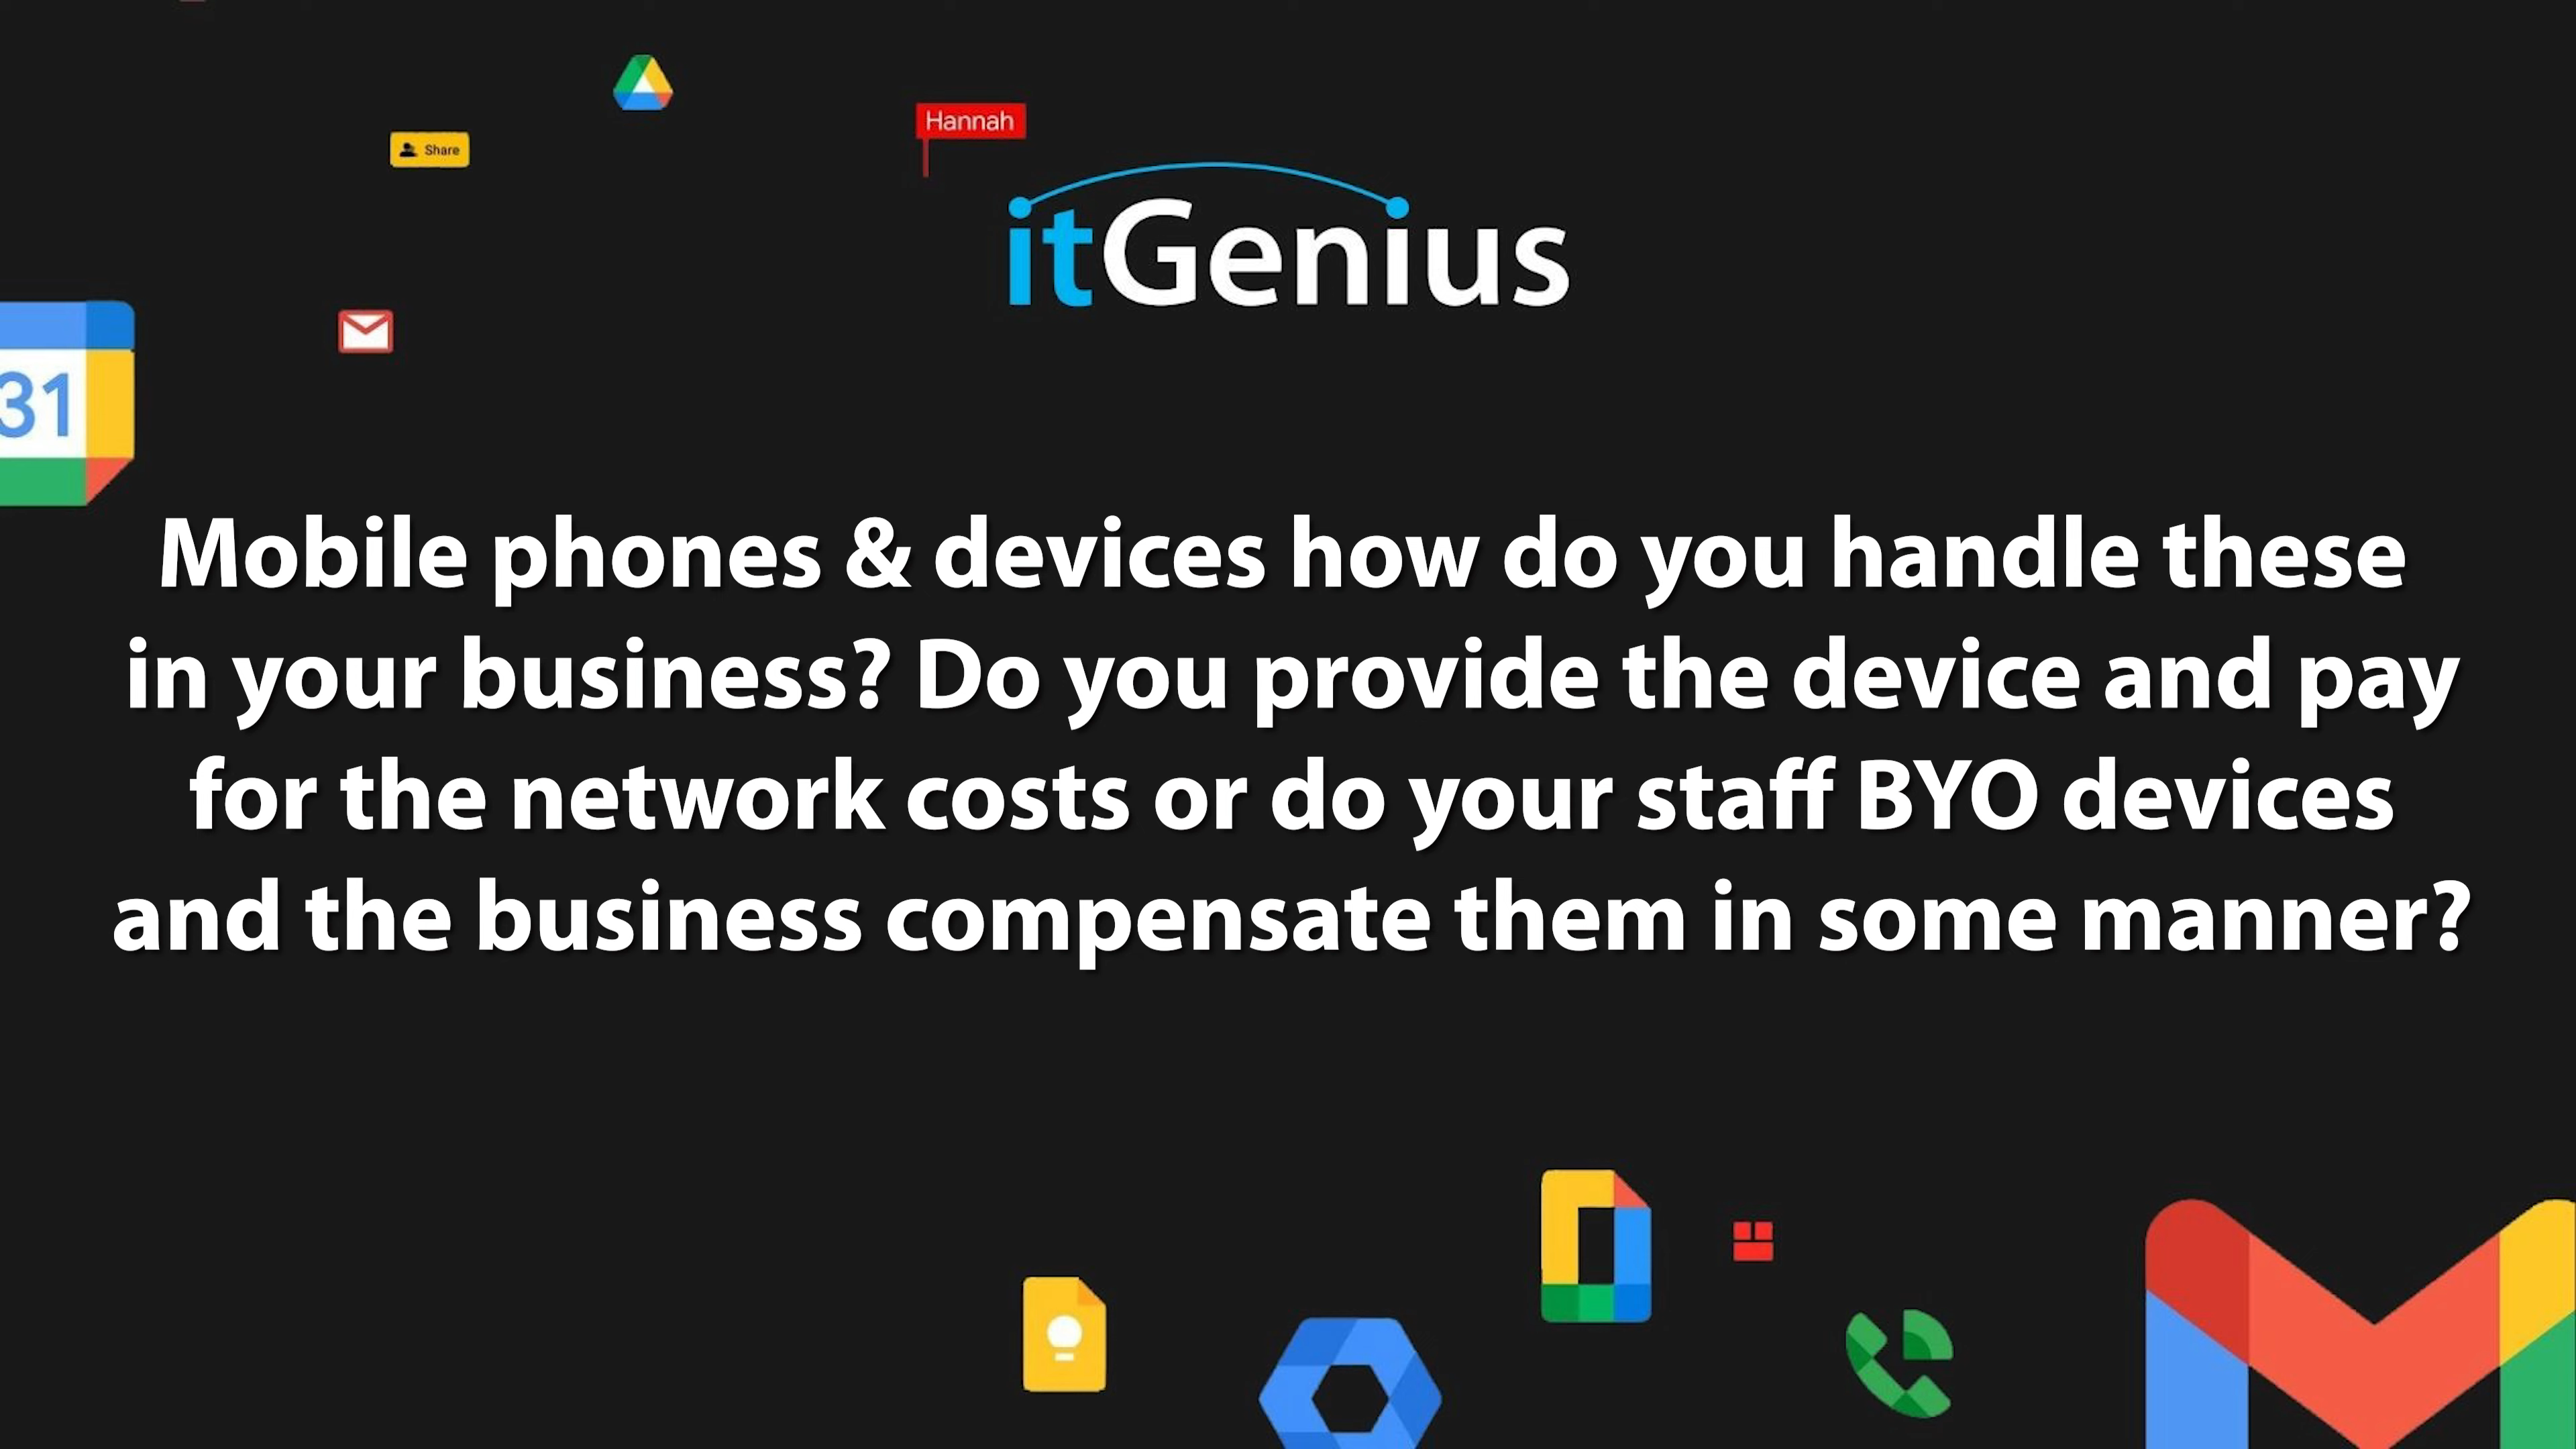 Share
Hannah
itGenius
31
Mobile phones & devices how do you handle these
in your business? Do you provide the device and pay
for the network costs or do your staff BYO devices
and the business compensate them in some manner?